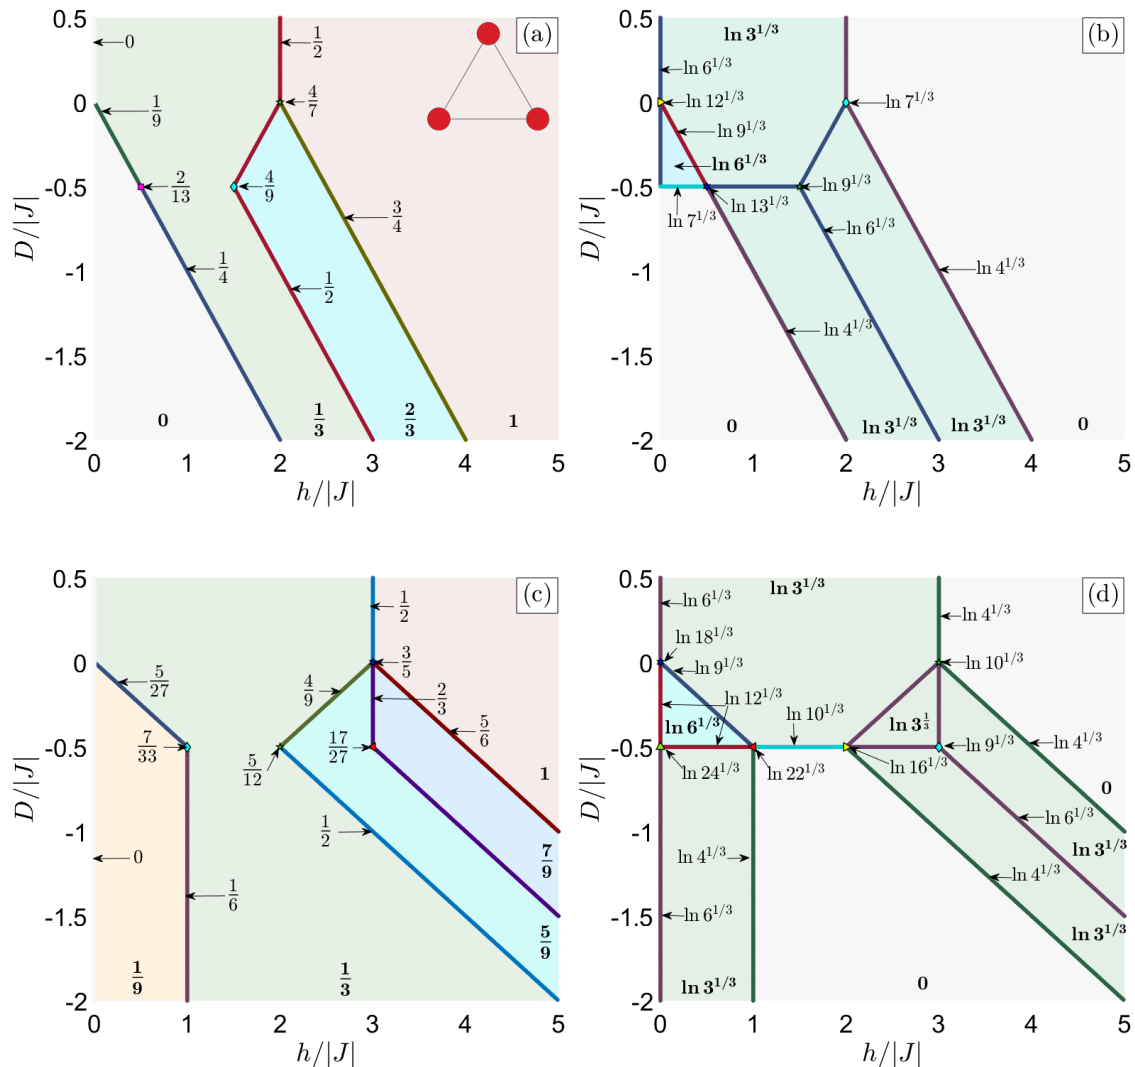 (a)
0.5
0
-0.5
-1
-1.5
-2
0 1 2 3 4 5
D/|J|
h/|J|
0
1/2
1/9
4/7
2/13
4/9
3/4
1/4
1/2
0
1/3
2/3
1
(b)
0.5
0
-0.5
-1
-1.5
-2
0 1 2 3 4 5
D/|J|
h/|J|
ln 3^{1/3}
ln 6^{1/3}
ln 12^{1/3}
ln 7^{1/3}
ln 9^{1/3}
ln 6^{1/3}
ln 9^{1/3}
ln 13^{1/3}
ln 7^{1/3}
ln 6^{1/3}
ln 4^{1/3}
ln 4^{1/3}
0
ln 3^{1/3}
ln 3^{1/3}
0
(c)
0.5
0
-0.5
-1
-1.5
-2
0 1 2 3 4 5
D/|J|
h/|J|
1/2
5/27
4/9
3/5
2/3
5/6
7/33
5/12
17/27
1
1/2
0
1/6
7/9
5/9
1/9
1/3
(d)
0.5
0
-0.5
-1
-1.5
-2
0 1 2 3 4 5
D/|J|
h/|J|
ln 3^{1/3}
ln 6^{1/3}
ln 4^{1/3}
ln 18^{1/3}
ln 9^{1/3}
ln 10^{1/3}
ln 12^{1/3}
ln 6^{1/3}
ln 10^{1/3}
ln 3^{1/3}
ln 24^{1/3}
ln 22^{1/3}
ln 16^{1/3}
ln 9^{1/3}
ln 4^{1/3}
0
ln 6^{1/3}
ln 4^{1/3}
ln 3^{1/3}
ln 4^{1/3}
ln 6^{1/3}
ln 3^{1/3}
ln 3^{1/3}
0